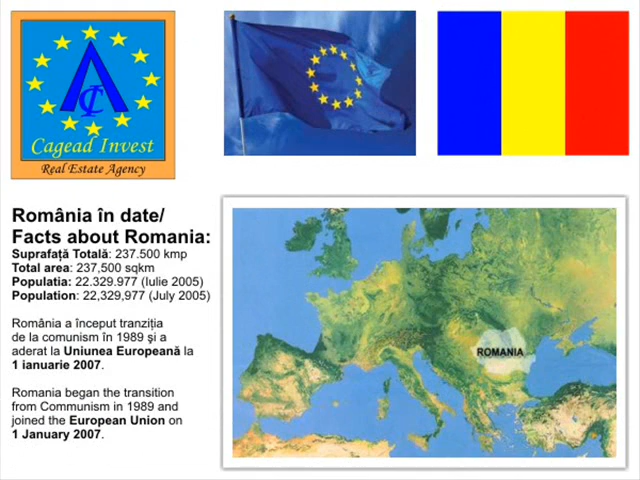 Cagead Invest
Real Estate Agency
România în date/
Facts about Romania:
Suprafață Totală: 237.500 kmp
Total area: 237,500 sqkm
Populatia: 22.329.977 (Iulie 2005)
Population: 22,329,977 (July 2005)
România a început tranziția
de la comunism în 1989 şi a
aderat la Uniunea Europeană la
1 ianuarie 2007.
Romania began the transition
from Communism in 1989 and
joined the European Union on
1 January 2007.
ROMANIA